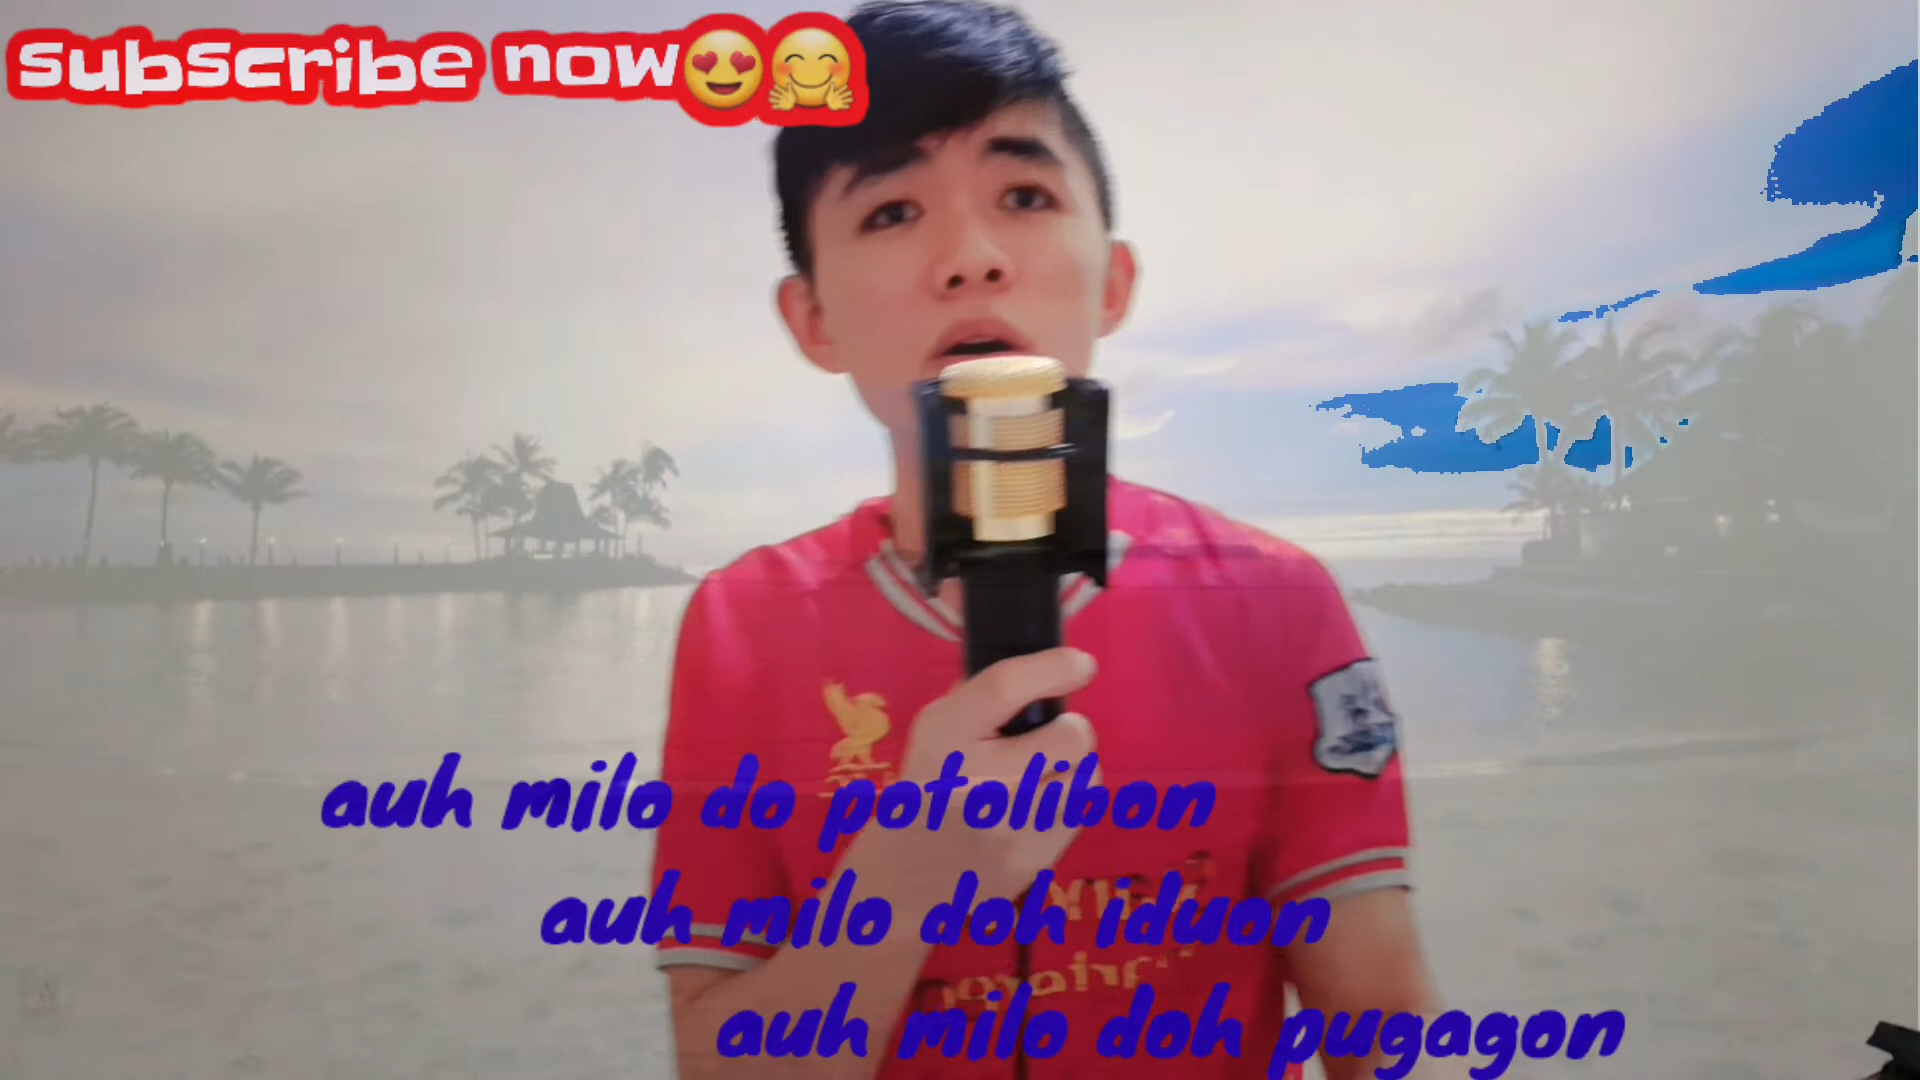 subscribe now😍🤗
auh milo do potolibon
auh milo doh iduon
auh milo doh pugagon